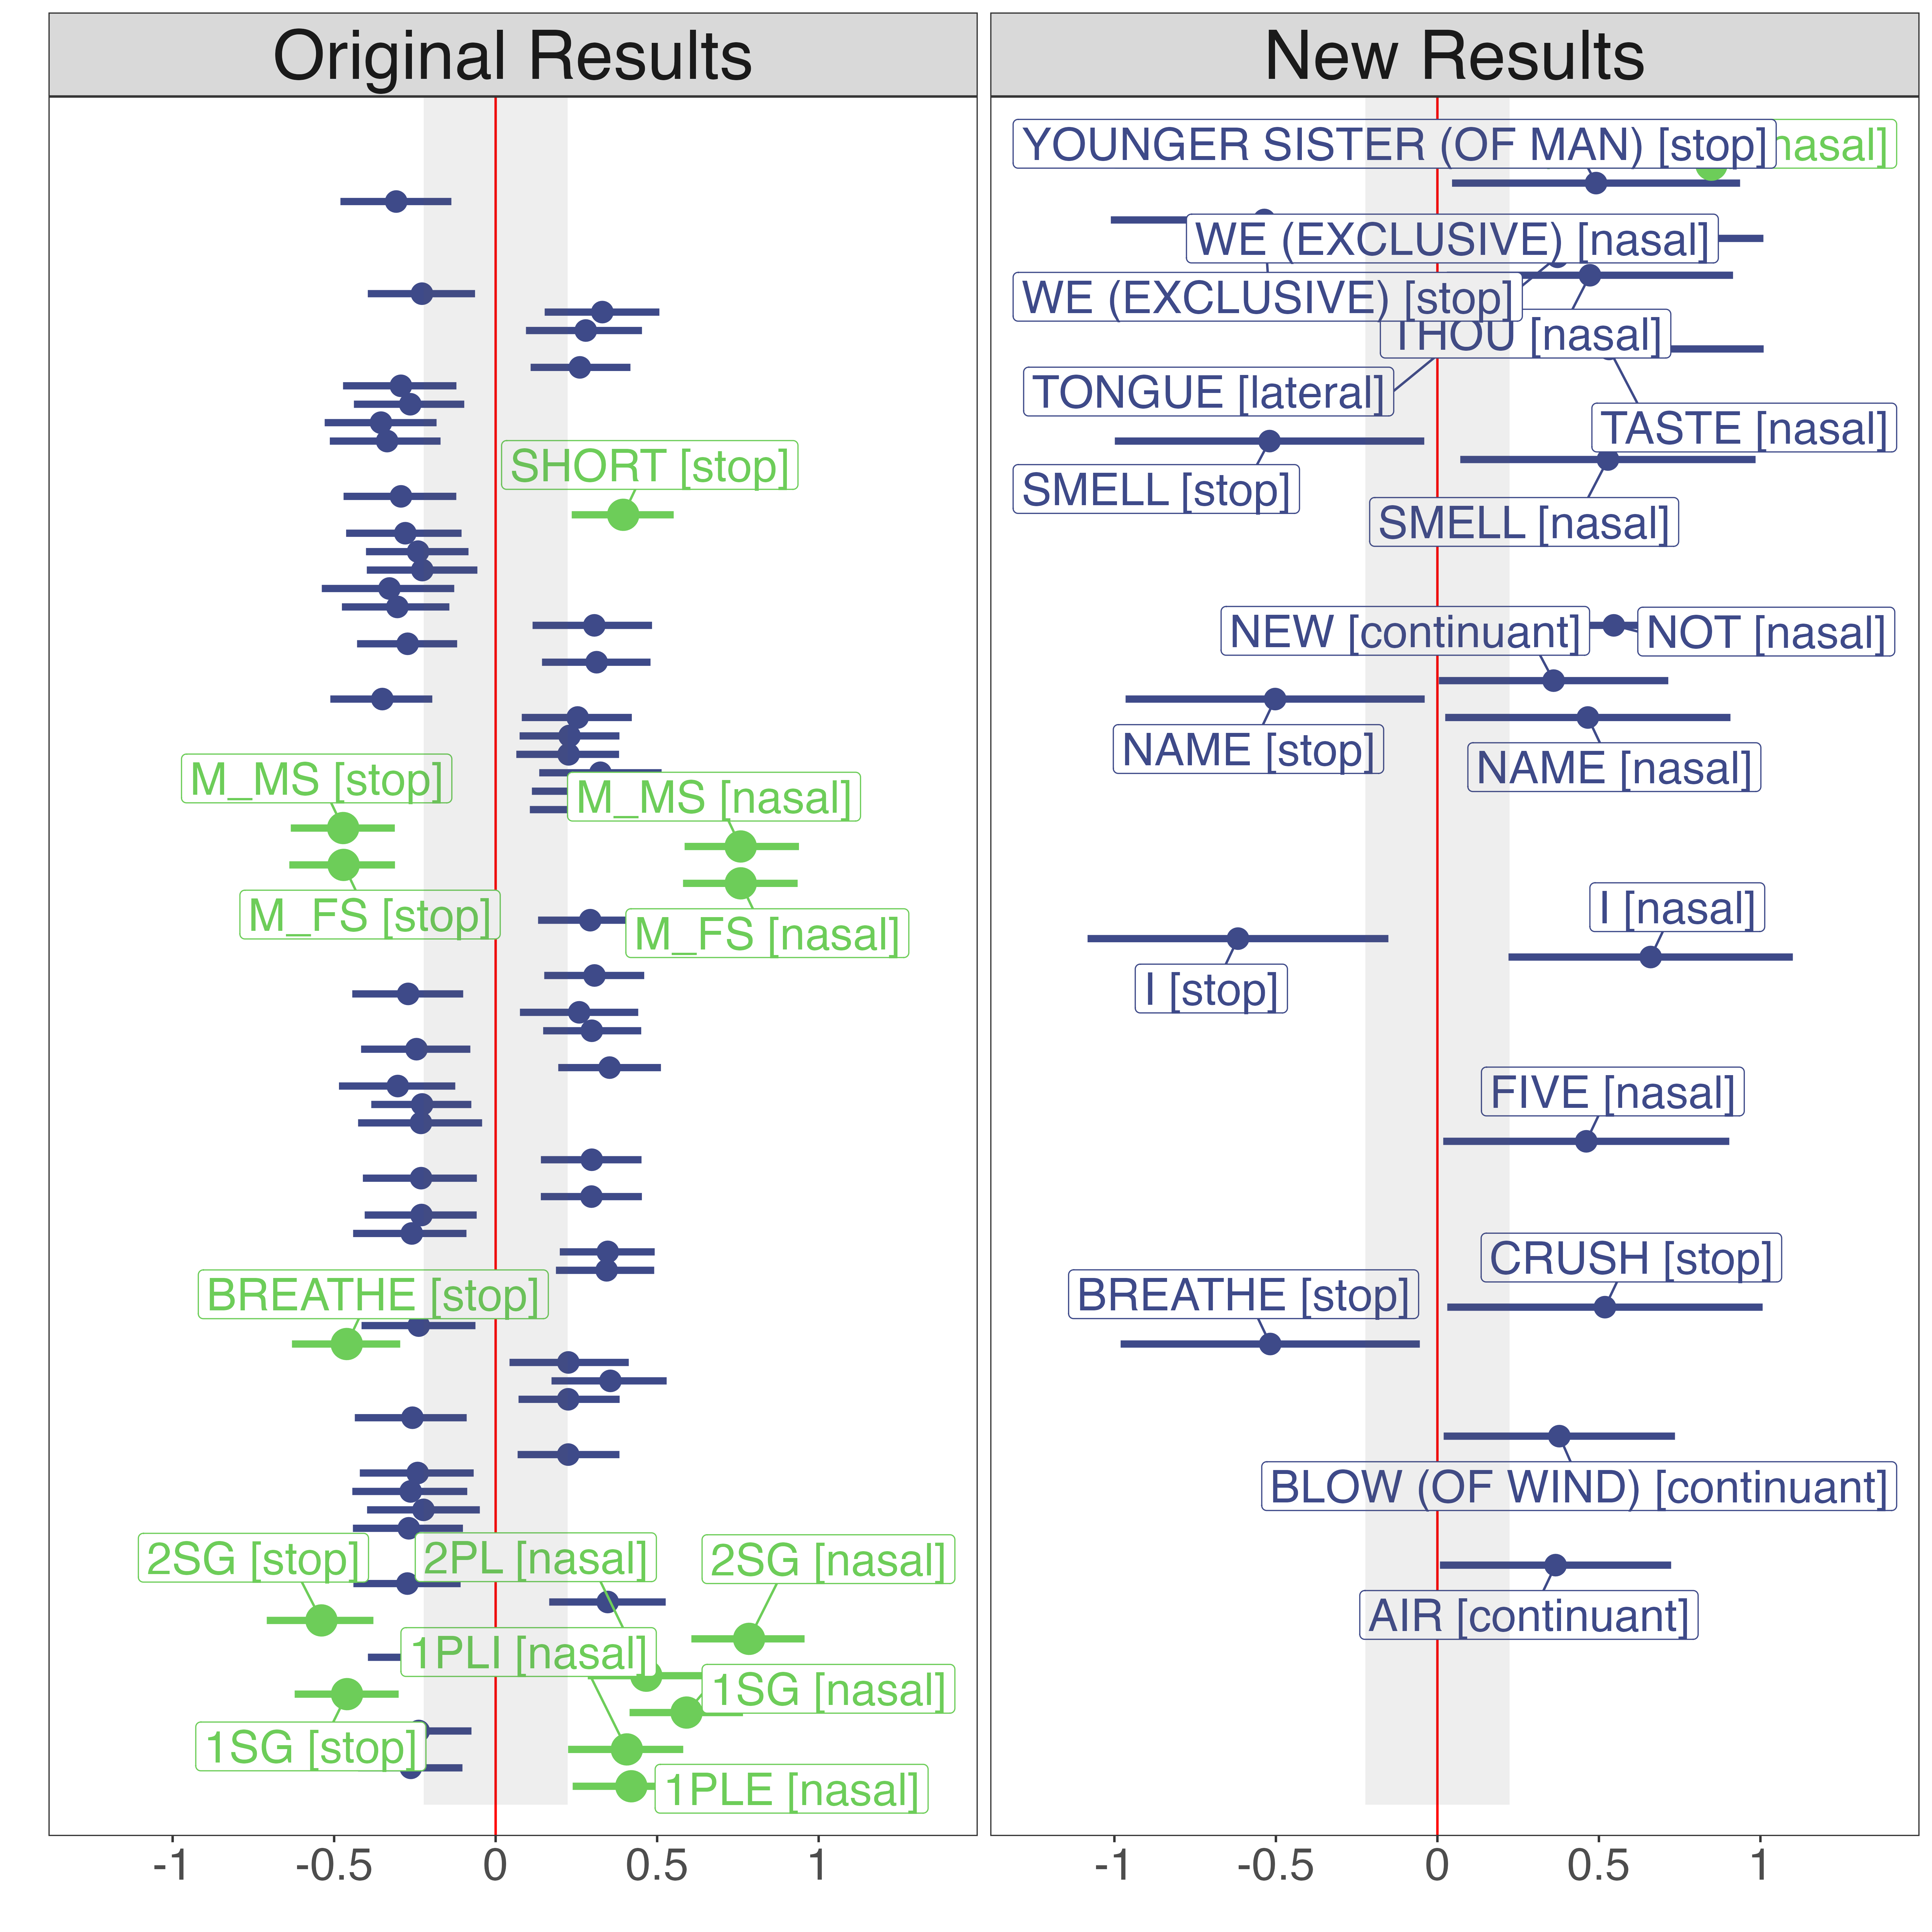 Original Results
SHORT [stop]
M_MS [stop]
M_MS [nasal]
M_FS [stop]
M_FS [nasal]
BREATHE [stop]
2SG [stop]
2PL [nasal]
2SG [nasal]
1PLI [nasal]
1SG [nasal]
1SG [stop]
1PLE [nasal]
-1 -0.5 0 0.5 1
New Results
YOUNGER SISTER (OF MAN) [stop] nasal]
WE (EXCLUSIVE) [nasal]
WE (EXCLUSIVE) [stop]
THOU [nasal]
TONGUE [lateral]
TASTE [nasal]
SMELL [stop]
SMELL [nasal]
NEW [continuant]
NOT [nasal]
NAME [stop]
NAME [nasal]
I [nasal]
I [stop]
FIVE [nasal]
CRUSH [stop]
BREATHE [stop]
BLOW (OF WIND) [continuant]
AIR [continuant]
-1 -0.5 0 0.5 1